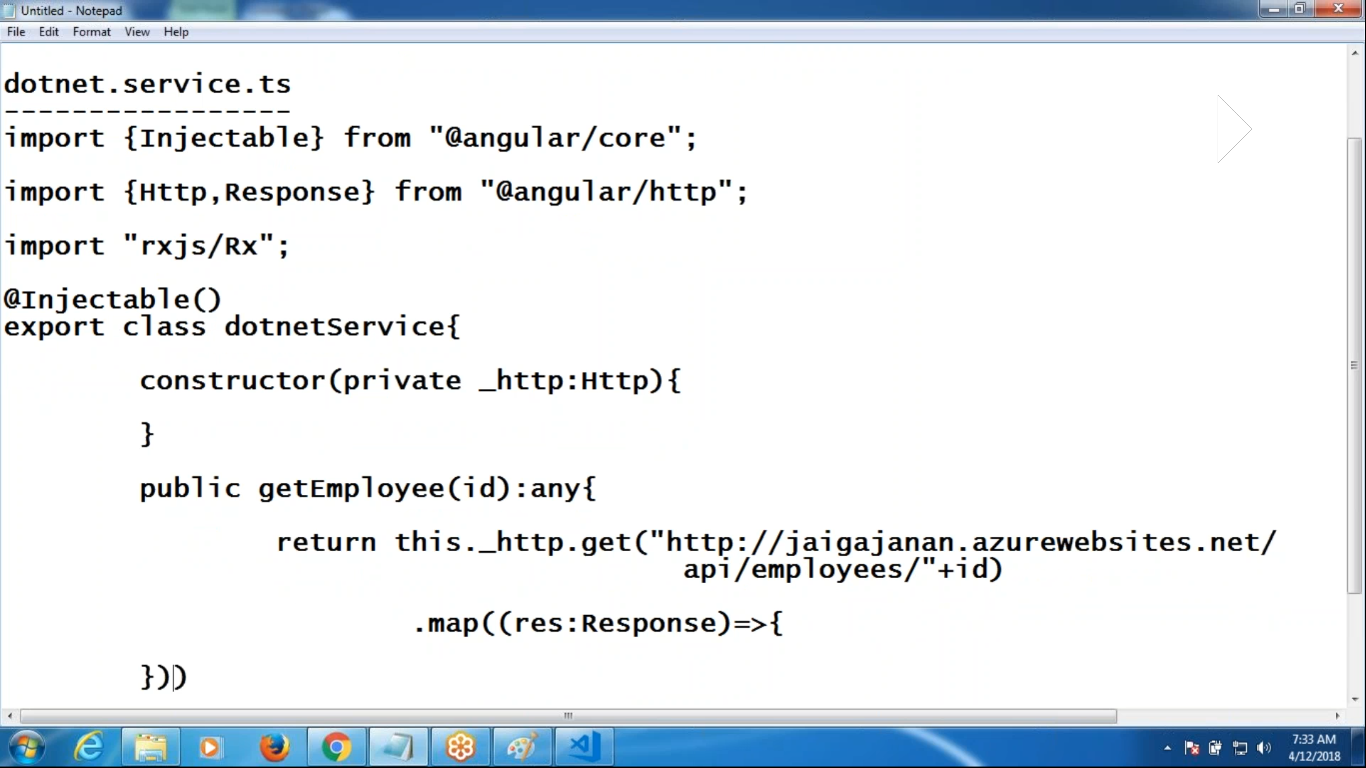 Untitled - Notepad
File Edit Format View Help
dotnet.service.ts
-----------------
import {Injectable} from "@angular/core";
import {Http,Response} from "@angular/http";
import "rxjs/Rx";
@Injectable()
export class dotnetService{
constructor(private _http:Http){
}
public getEmployee(id):any{
return this._http.get("http://jaigajanan.azurewebsites.net/
api/employees/"+id)
.map((res:Response)=>{
}))
7:33 AM
4/12/2018